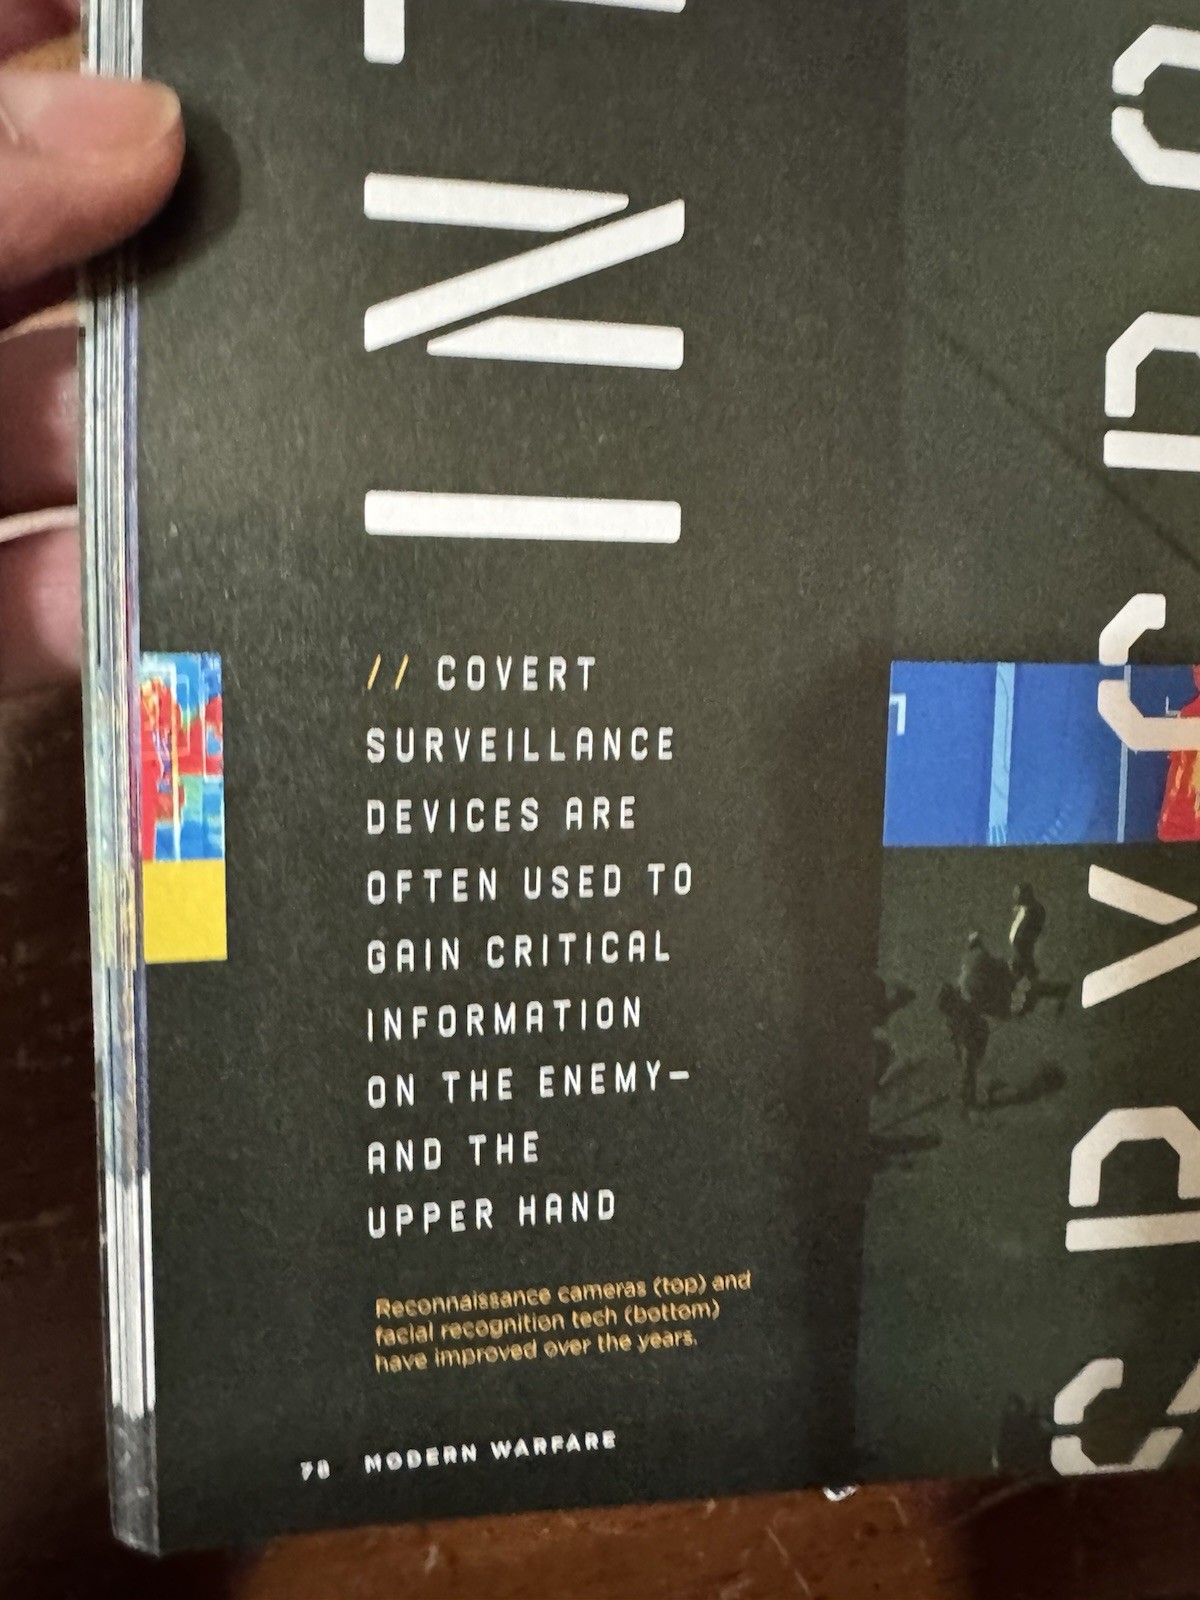 INT
// COVERT
SURVEILLANCE
DEVICES ARE
OFTEN USED TO
GAIN CRITICAL
INFORMATION
ON THE ENEMY—
AND THE
UPPER HAND
Reconnaissance cameras (top) and
facial recognition tech (bottom)
have improved over the years.
78 MODERN WARFARE